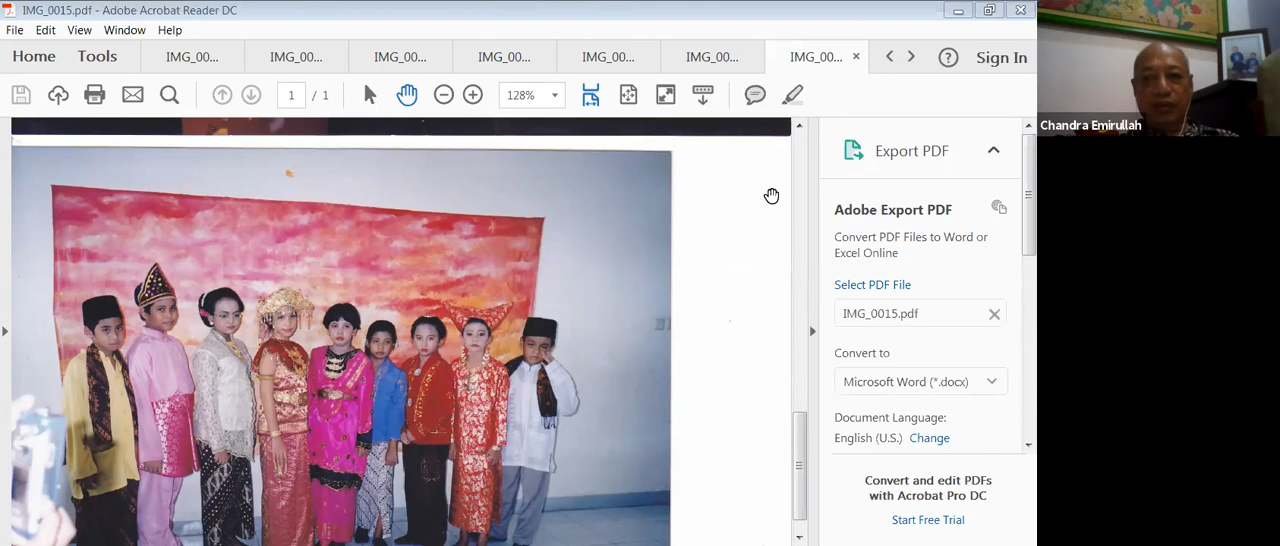 IMG_0015.pdf - Adobe Acrobat Reader DC
File Edit View Window Help
Home Tools IMG_00... IMG_00... IMG_00... IMG_00... IMG_00... IMG_00... IMG_00... × Sign In
1 / 1 128%
Export PDF
Adobe Export PDF
Convert PDF Files to Word or
Excel Online
Select PDF File
IMG_0015.pdf
Convert to
Microsoft Word (*.docx)
Document Language:
English (U.S.) Change
Convert and edit PDFs
with Acrobat Pro DC
Start Free Trial
Chandra Emirullah